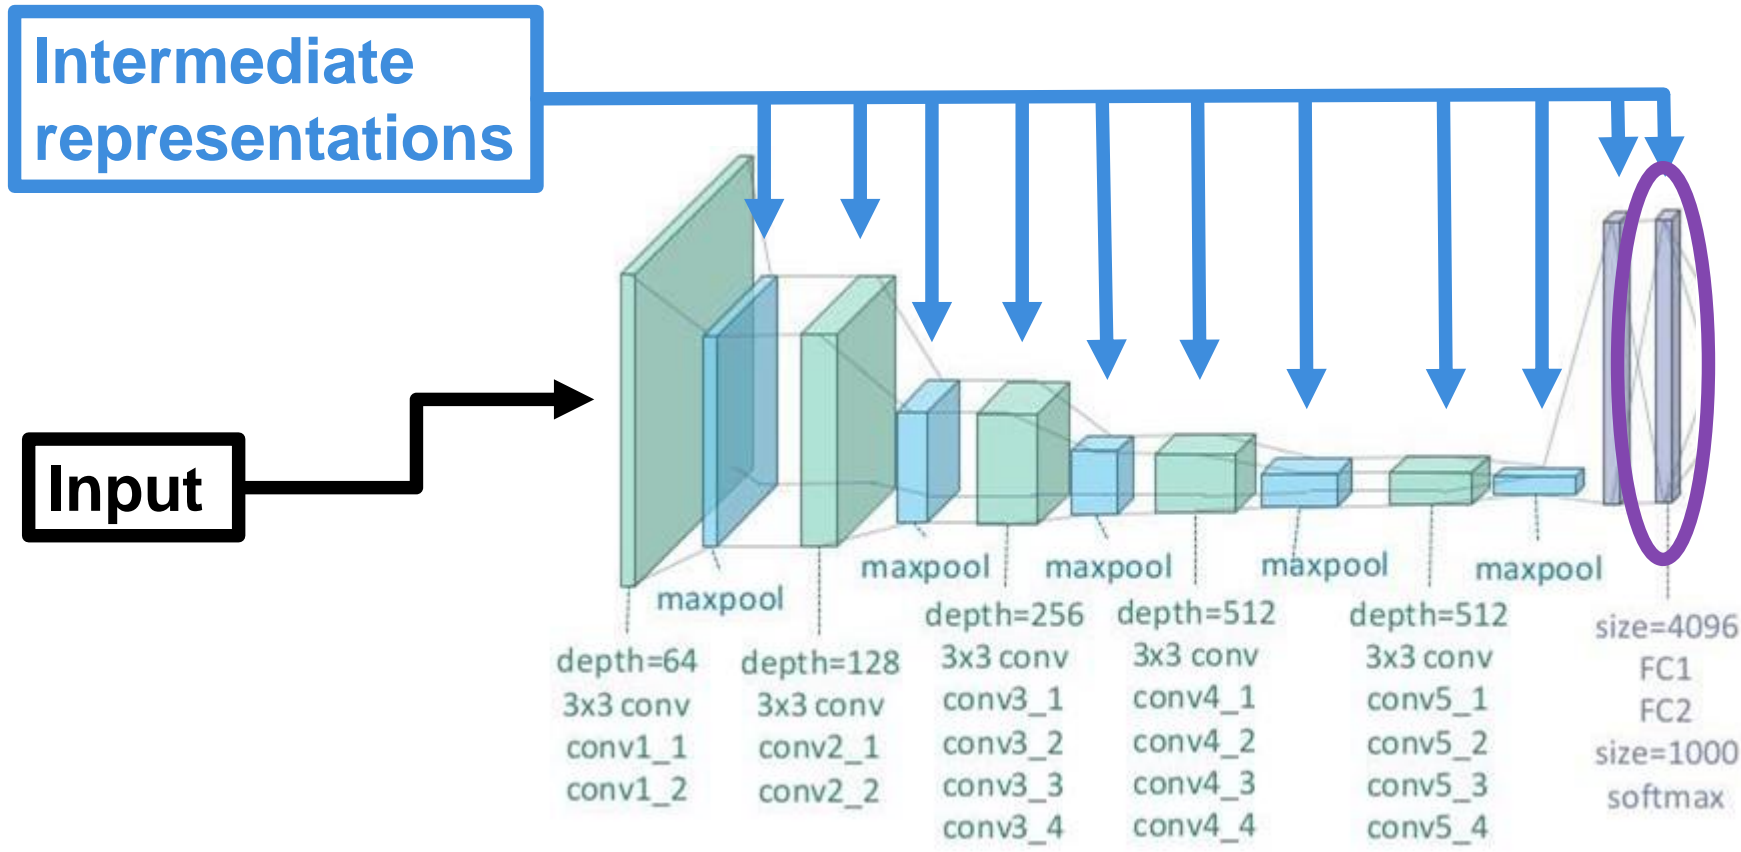 Intermediate
representations
Input
maxpool
maxpool
maxpool
maxpool
maxpool
depth=64
3x3 conv
conv1_1
conv1_2
depth=128
3x3 conv
conv2_1
conv2_2
depth=256
3x3 conv
conv3_1
conv3_2
conv3_3
conv3_4
depth=512
3x3 conv
conv4_1
conv4_2
conv4_3
conv4_4
depth=512
3x3 conv
conv5_1
conv5_2
conv5_3
conv5_4
size=4096
FC1
FC2
size=1000
softmax